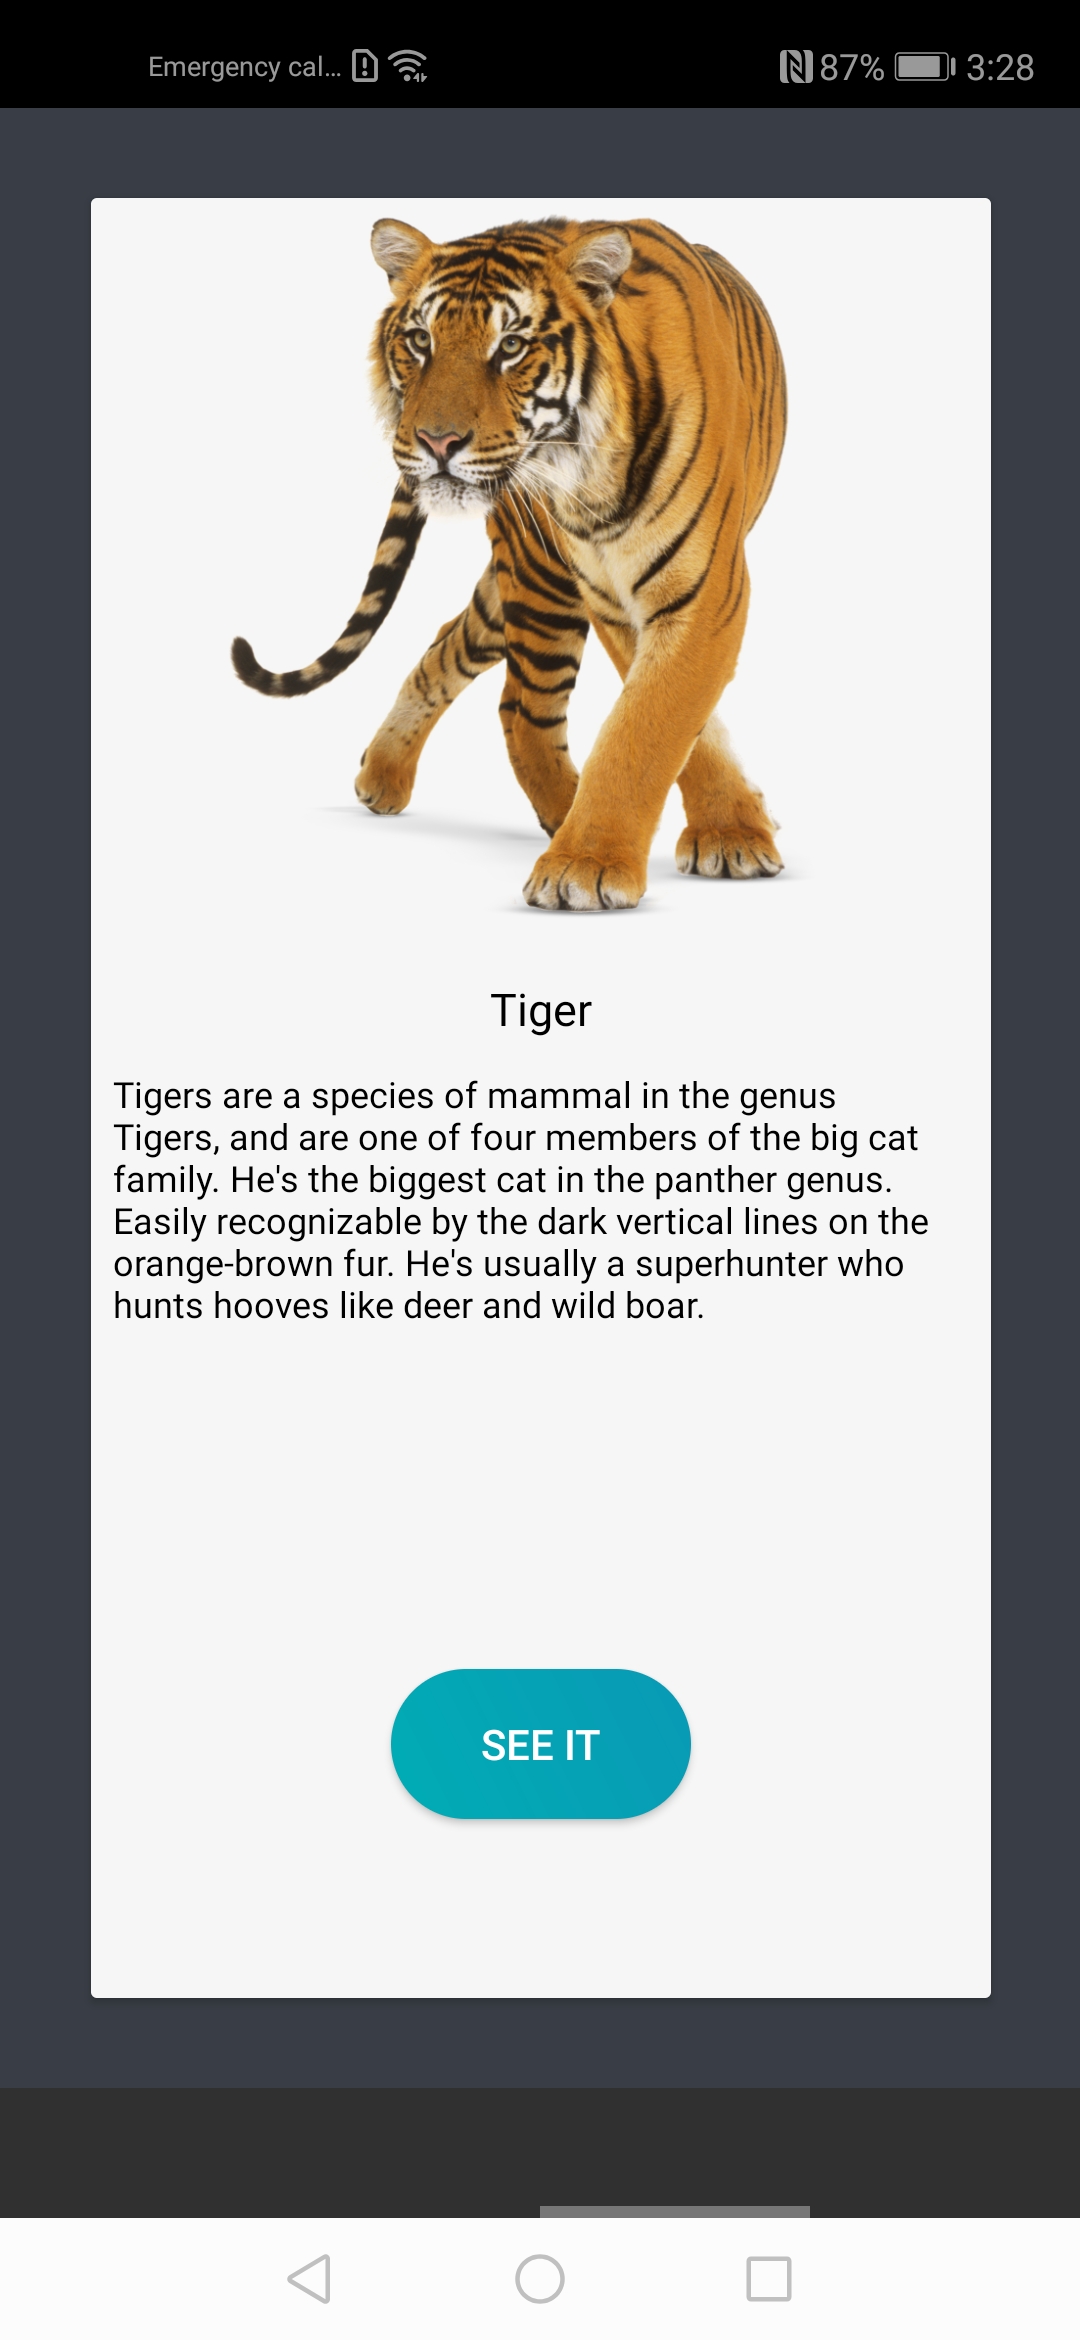 Emergency cal... 87% 3:28
Tiger
Tigers are a species of mammal in the genus
Tigers, and are one of four members of the big cat
family. He's the biggest cat in the panther genus.
Easily recognizable by the dark vertical lines on the
orange-brown fur. He's usually a superhunter who
hunts hooves like deer and wild boar.
SEE IT